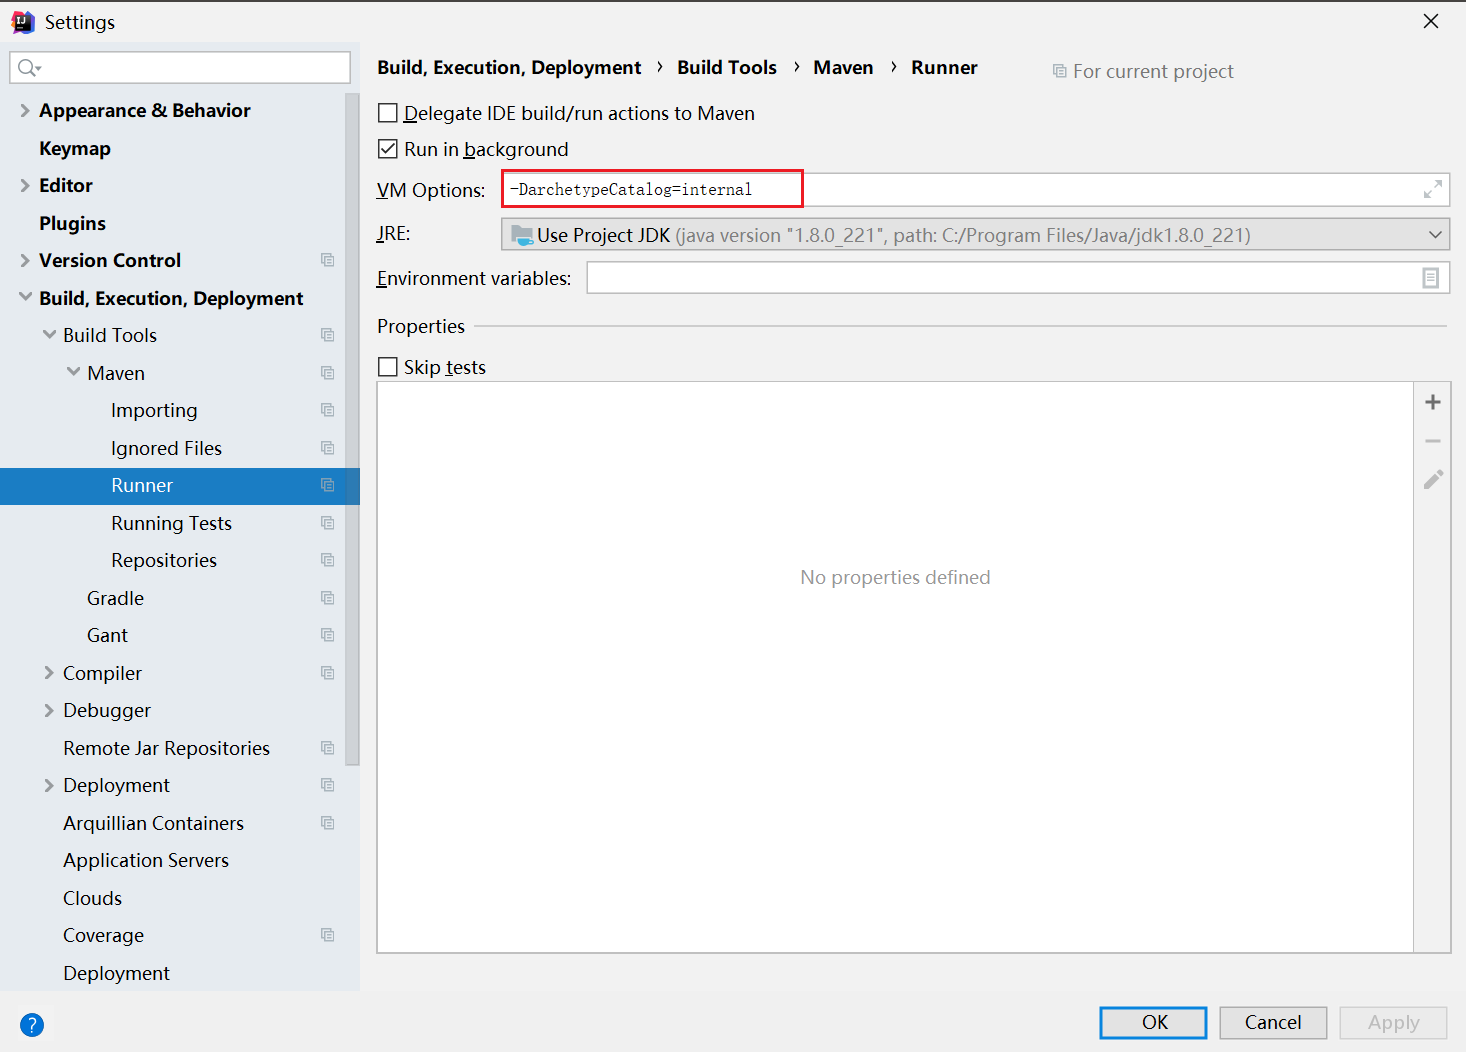 Settings
Build, Execution, Deployment › Build Tools › Maven › Runner
For current project
Appearance & Behavior
Keymap
Editor
Plugins
Version Control
Build, Execution, Deployment
Build Tools
Maven
Importing
Ignored Files
Runner
Running Tests
Repositories
Gradle
Gant
Compiler
Debugger
Remote Jar Repositories
Deployment
Arquillian Containers
Application Servers
Clouds
Coverage
Deployment
Delegate IDE build/run actions to Maven
Run in background
VM Options: -DarchetypeCatalog=internal
JRE: Use Project JDK (java version "1.8.0_221", path: C:/Program Files/Java/jdk1.8.0_221)
Environment variables:
Properties
Skip tests
No properties defined
?
OK Cancel Apply